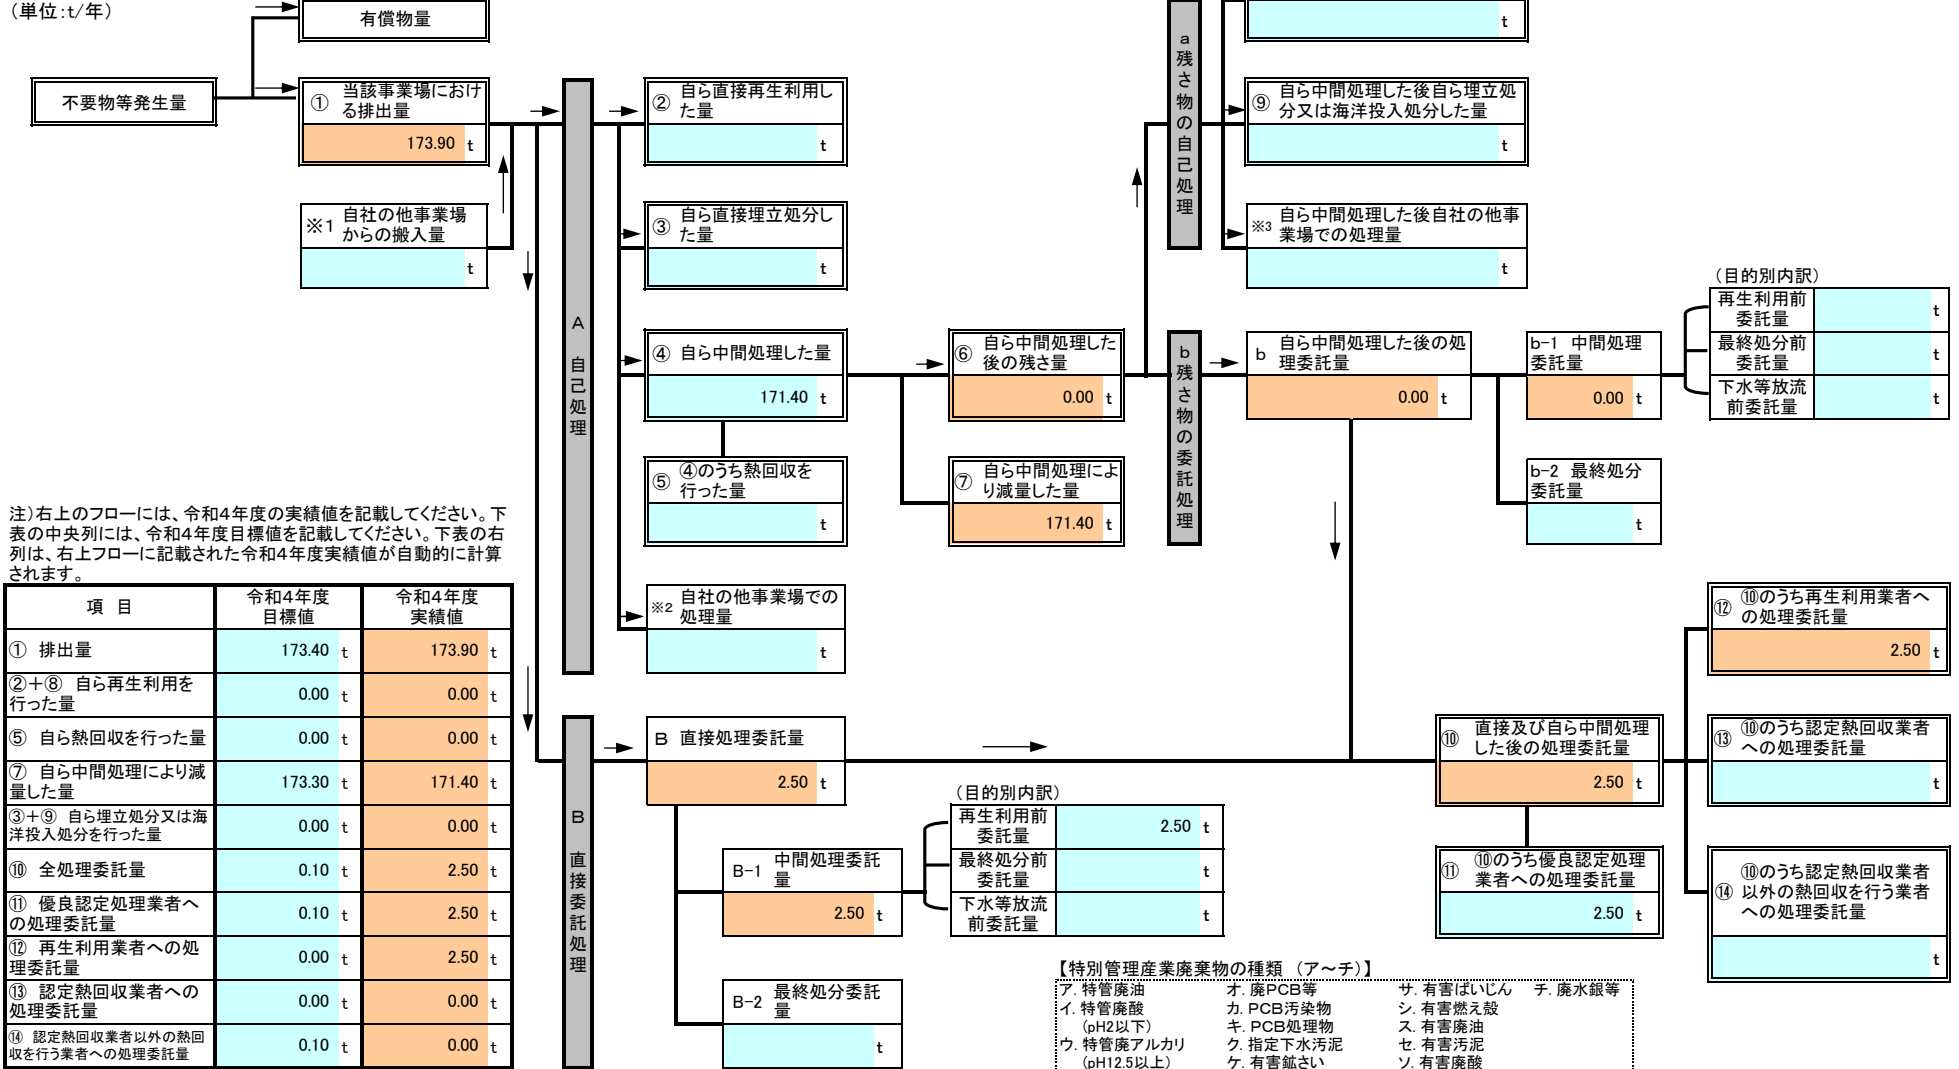 （単位：t/年）
有償物量
不要物等発生量
① 当該事業場におけ
る排出量
173.90 t
※1 自社の他事業場
からの搬入量
t
A 自己処理
② 自ら直接再生利用し
た量
t
③ 自ら直接埋立処分し
た量
t
④ 自ら中間処理した量
171.40 t
⑤ ④のうち熱回収を
行った量
t
※2 自社の他事業場での
処理量
t
⑥ 自ら中間処理した
後の残さ量
0.00 t
⑦ 自ら中間処理によ
り減量した量
171.40 t
a 残さ物の自己処理
t
⑨ 自ら中間処理した後自ら埋立処
分又は海洋投入処分した量
t
※3 自ら中間処理した後自社の他事
業場での処理量
t
b 残さ物の委託処理
b 自ら中間処理した後の処
理委託量
0.00 t
b-1 中間処理
委託量
0.00 t
b-2 最終処分
委託量
t
（目的別内訳）
再生利用前
委託量
t
最終処分前
委託量
t
下水等放流
前委託量
t
注）右上のフローには、令和4年度の実績値を記載してください。下
表の中央列には、令和4年度目標値を記載してください。下表の右
列は、右上フローに記載された令和4年度実績値が自動的に計算
されます。
項 目
令和4年度
目標値
令和4年度
実績値
① 排出量 173.40 t 173.90 t
②＋⑧ 自ら再生利用を
行った量
0.00 t 0.00 t
⑤ 自ら熱回収を行った量 0.00 t 0.00 t
⑦ 自ら中間処理により減
量した量
173.30 t 171.40 t
③＋⑨ 自ら埋立処分又は海
洋投入処分を行った量
0.00 t 0.00 t
⑩ 全処理委託量 0.10 t 2.50 t
⑪ 優良認定処理業者へ
の処理委託量
0.10 t 2.50 t
⑫ 再生利用業者への処
理委託量
0.00 t 2.50 t
⑬ 認定熱回収業者への
処理委託量
0.00 t 0.00 t
⑭ 認定熱回収業者以外の熱回
収を行う業者への処理委託量
0.10 t 0.00 t
B 直接委託処理
B 直接処理委託量
2.50 t
B-1 中間処理委託
量
2.50 t
B-2 最終処分委託
量
t
（目的別内訳）
再生利用前
委託量
2.50 t
最終処分前
委託量
t
下水等放流
前委託量
t
⑩ 直接及び自ら中間処理
した後の処理委託量
2.50 t
⑪ ⑩のうち優良認定処理
業者への処理委託量
2.50 t
⑫ ⑩のうち再生利用業者へ
の処理委託量
2.50 t
⑬ ⑩のうち認定熱回収業者
への処理委託量
t
⑭ ⑩のうち認定熱回収業者
以外の熱回収を行う業者
への処理委託量
t
【特別管理産業廃棄物の種類 （ア～チ）】
ア. 特管廃油 オ. 廃PCB等 サ. 有害ばいじん チ. 廃水銀等
イ. 特管廃酸 カ. PCB汚染物 シ. 有害燃え殻
（pH2以下） キ. PCB処理物 ス. 有害廃油
ウ. 特管廃アルカリ ク. 指定下水汚泥 セ. 有害汚泥
（pH12.5以上） ケ. 有害鉱さい ソ. 有害廃酸